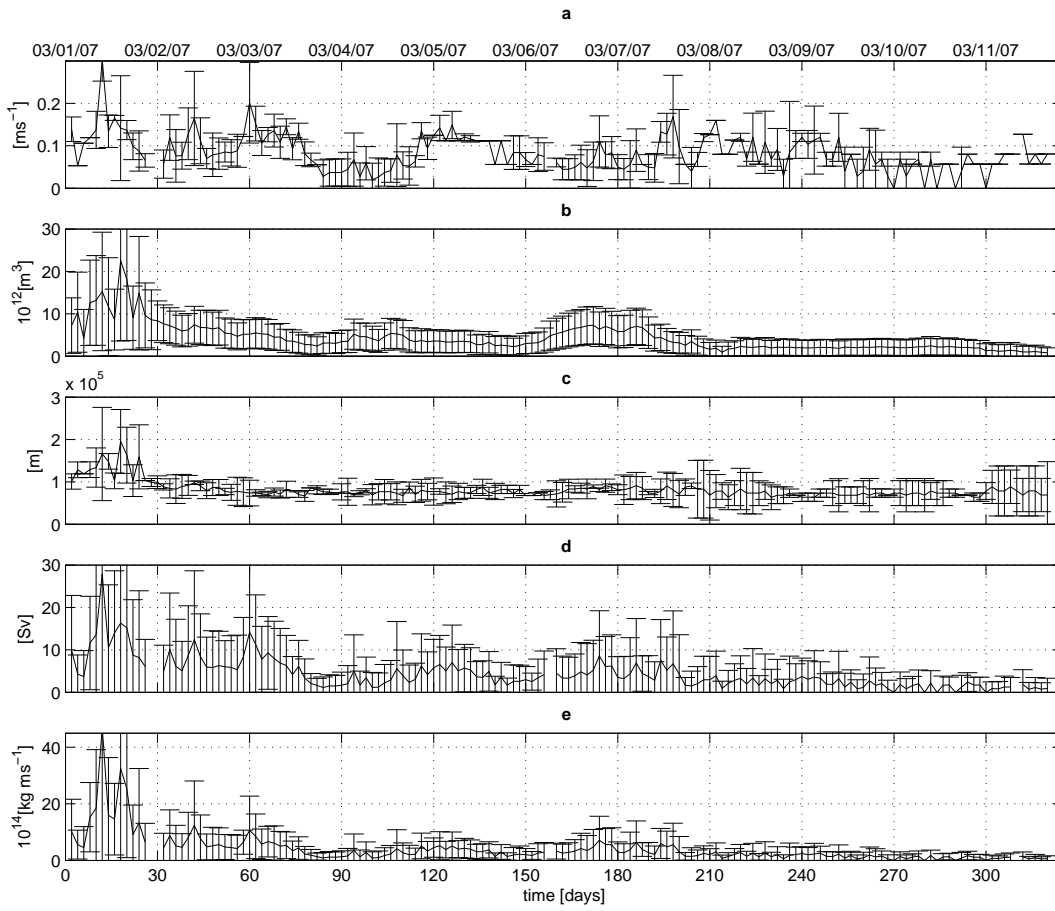 a
03/01/07 03/02/07 03/03/07 03/04/07 03/05/07 03/06/07 03/07/07 03/08/07 03/09/07 03/10/07 03/11/07
0.2
0.1
0
[ms⁻¹]
b
30
20
10
0
10¹²[m³]
c
x 10⁵
3
2
1
0
[m]
d
30
20
10
0
[Sv]
e
40
20
0
10¹⁴[kg ms⁻¹]
0 30 60 90 120 150 180 210 240 270 300
time [days]